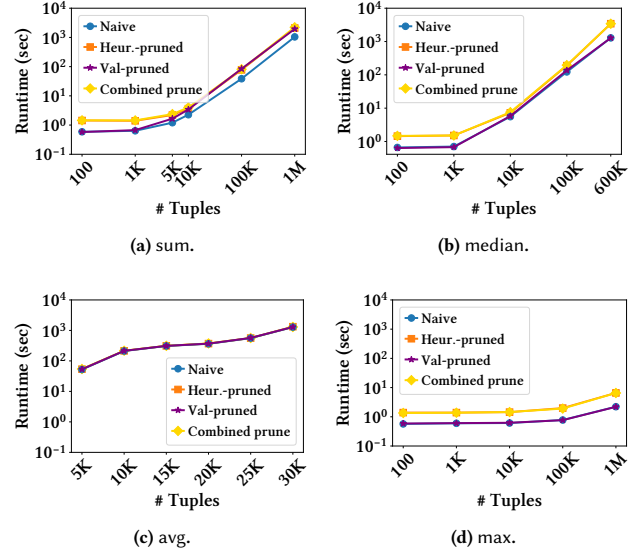 10^4
10^3
10^2
10^1
10^0
10^-1
Runtime (sec)
Naive
Heur.-pruned
Val-pruned
Combined prune
100
1K
5K
10K
100K
1M
# Tuples
(a) sum.
10^4
10^3
10^2
10^1
10^0
Runtime (sec)
Naive
Heur.-pruned
Val-pruned
Combined prune
100
1K
10K
100K
600K
# Tuples
(b) median.
10^4
10^3
10^2
10^1
10^0
10^-1
Runtime (sec)
Naive
Heur.-pruned
Val-pruned
Combined prune
5K
10K
15K
20K
25K
30K
# Tuples
(c) avg.
10^4
10^3
10^2
10^1
10^0
10^-1
Runtime (sec)
Naive
Heur.-pruned
Val-pruned
Combined prune
100
1K
10K
100K
1M
# Tuples
(d) max.